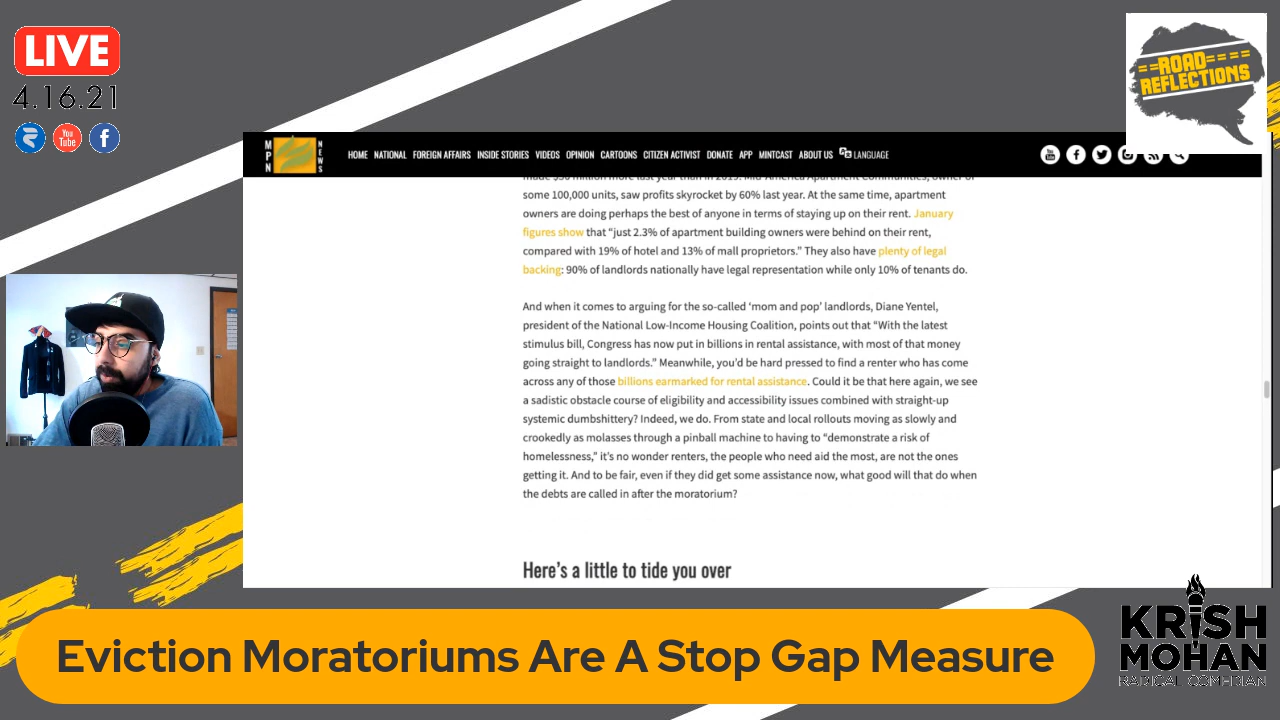 LIVE
4.16.21
You
Tube
f
==ROAD====
REFLECTIONS
MPN
NEWS
HOME NATIONAL FOREIGN AFFAIRS INSIDE STORIES VIDEOS OPINION CARTOONS CITIZEN ACTIVIST DONATE APP MINTCAST ABOUT US LANGUAGE
some 100,000 units, saw profits skyrocket by 60% last year. At the same time, apartment
owners are doing perhaps the best of anyone in terms of staying up on their rent. January
figures show that “just 2.3% of apartment building owners were behind on their rent,
compared with 19% of hotel and 13% of mall proprietors.” They also have plenty of legal
backing: 90% of landlords nationally have legal representation while only 10% of tenants do.
And when it comes to arguing for the so-called ‘mom and pop’ landlords, Diane Yentel,
president of the National Low-Income Housing Coalition, points out that “With the latest
stimulus bill, Congress has now put in billions in rental assistance, with most of that money
going straight to landlords.” Meanwhile, you’d be hard pressed to find a renter who has come
across any of those billions earmarked for rental assistance. Could it be that here again, we see
a sadistic obstacle course of eligibility and accessibility issues combined with straight-up
systemic dumbshittery? Indeed, we do. From state and local rollouts moving as slowly and
crookedly as molasses through a pinball machine to having to “demonstrate a risk of
homelessness,” it’s no wonder renters, the people who need aid the most, are not the ones
getting it. And to be fair, even if they did get some assistance now, what good will that do when
the debts are called in after the moratorium?
Here’s a little to tide you over
Eviction Moratoriums Are A Stop Gap Measure
KRISH
MOHAN
RADICAL COMEDIAN